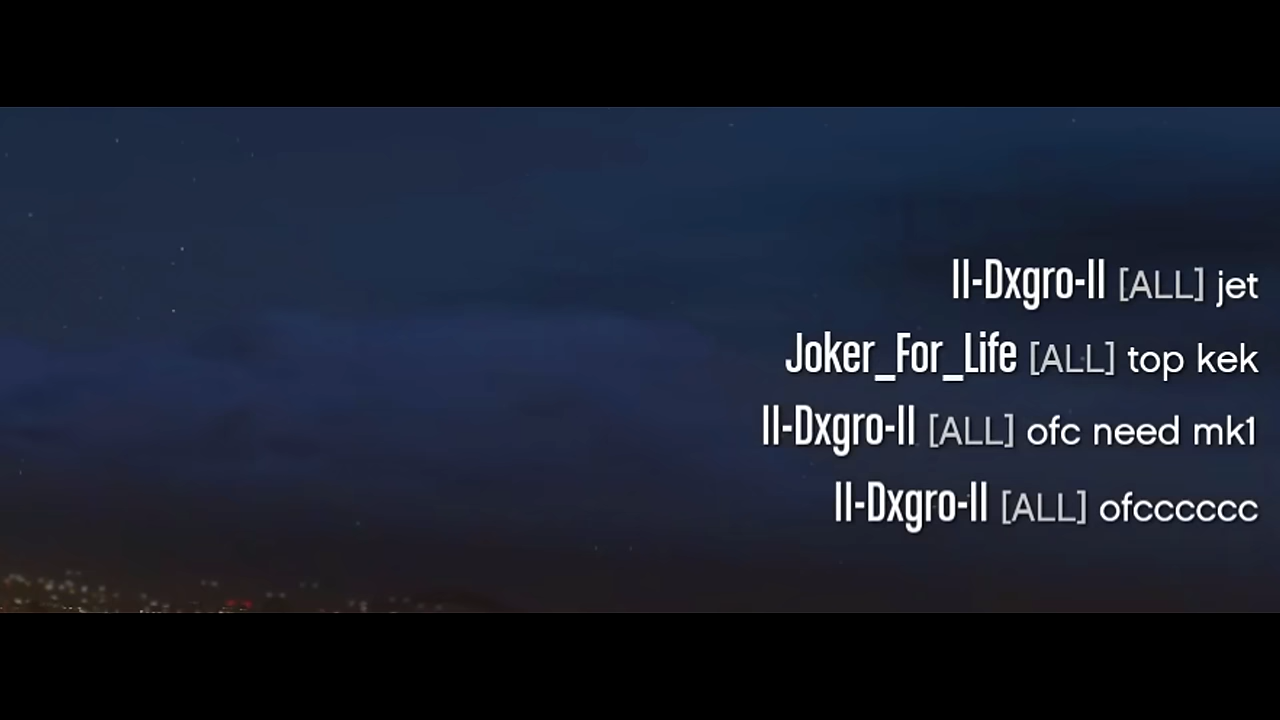 II-Dxgro-II [ALL] jet
Joker_For_Life [ALL] top kek
II-Dxgro-II [ALL] ofc need mk1
II-Dxgro-II [ALL] ofcccccc